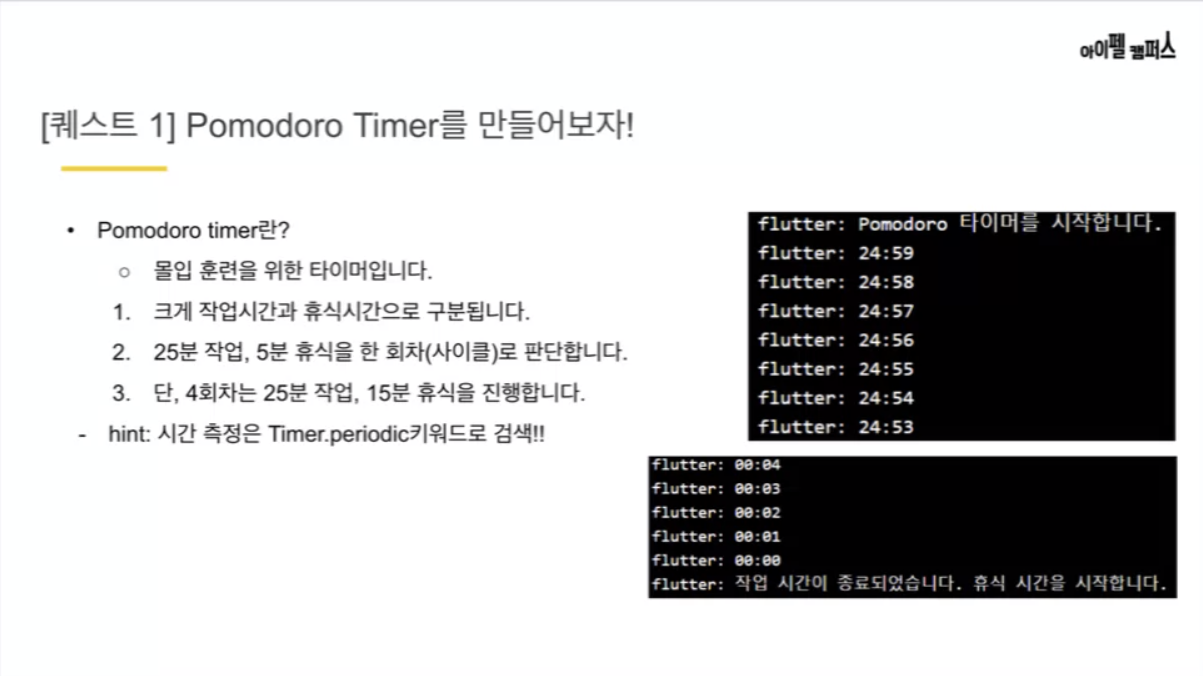 아이펠 캠퍼스
[퀘스트 1] Pomodoro Timer를 만들어보자!
• Pomodoro timer란?
○ 몰입 훈련을 위한 타이머입니다.
1. 크게 작업시간과 휴식시간으로 구분됩니다.
2. 25분 작업, 5분 휴식을 한 회차(사이클)로 판단합니다.
3. 단, 4회차는 25분 작업, 15분 휴식을 진행합니다.
- hint: 시간 측정은 Timer.periodic키워드로 검색!!
flutter: Pomodoro 타이머를 시작합니다.
flutter: 24:59
flutter: 24:58
flutter: 24:57
flutter: 24:56
flutter: 24:55
flutter: 24:54
flutter: 24:53
flutter: 00:04
flutter: 00:03
flutter: 00:02
flutter: 00:01
flutter: 00:00
flutter: 작업 시간이 종료되었습니다. 휴식 시간을 시작합니다.